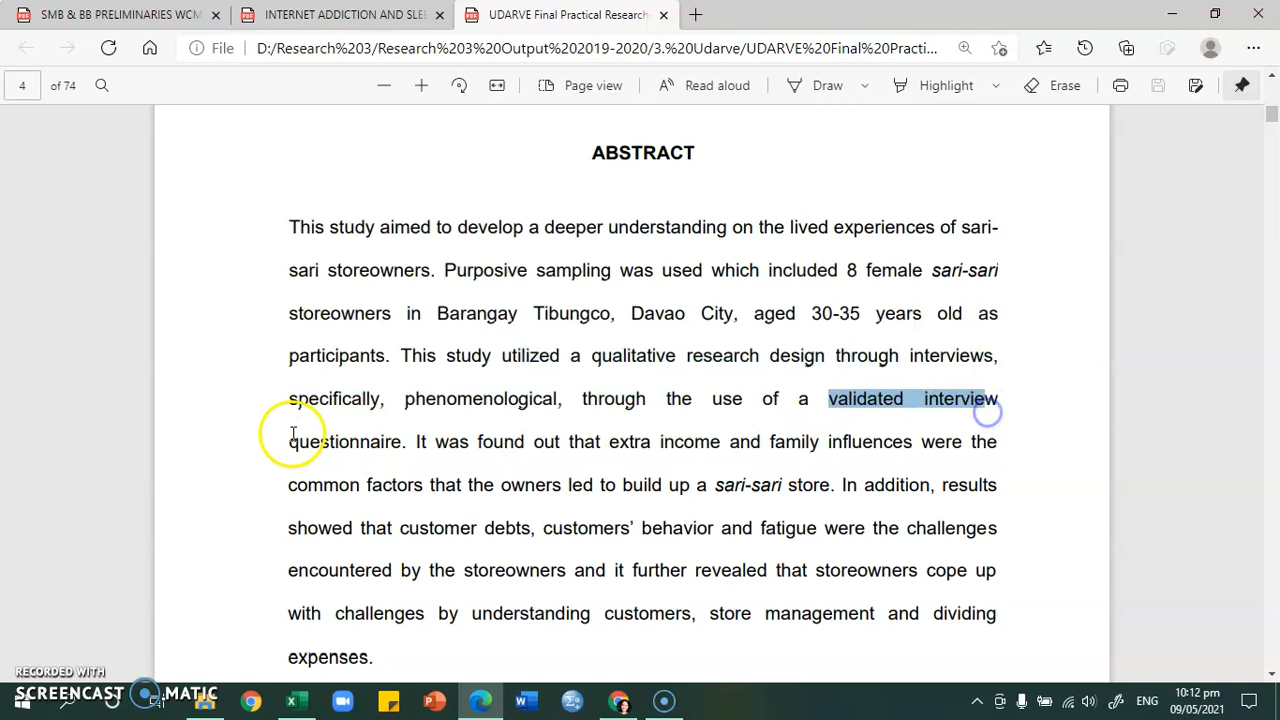 SMB & BB PRELIMINARIES WCM
INTERNET ADDICTION AND SLE
UDARVE Final Practical Research
File
D:/Research%203/Research%203%20Output%202019-2020/3.%20Udarve/UDARVE%20Final%20Practi...
4 of 74
Page view
Read aloud
Draw
Highlight
Erase
ABSTRACT
This study aimed to develop a deeper understanding on the lived experiences of sari-
sari storeowners. Purposive sampling was used which included 8 female sari-sari
storeowners in Barangay Tibungco, Davao City, aged 30-35 years old as
participants. This study utilized a qualitative research design through interviews,
specifically, phenomenological, through the use of a validated interview
questionnaire. It was found out that extra income and family influences were the
common factors that the owners led to build up a sari-sari store. In addition, results
showed that customer debts, customers' behavior and fatigue were the challenges
encountered by the storeowners and it further revealed that storeowners cope up
with challenges by understanding customers, store management and dividing
expenses.
RECORDED WITH
SCREENCAST MATIC
ENG
10:12 pm
09/05/2021